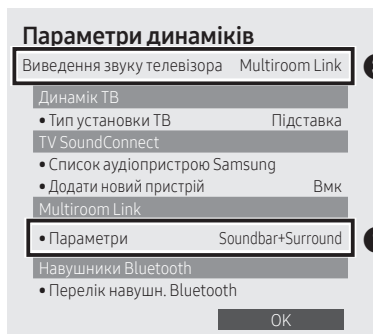 Параметри динаміків
Виведення звуку телевізора Multiroom Link
Динамік ТВ
• Тип установки ТВ Підставка
TV SoundConnect
• Список аудіопристрою Samsung
• Додати новий пристрій Вмк
Multiroom Link
• Параметри Soundbar+Surround
Навушники Bluetooth
• Перелік навушн. Bluetooth
OK